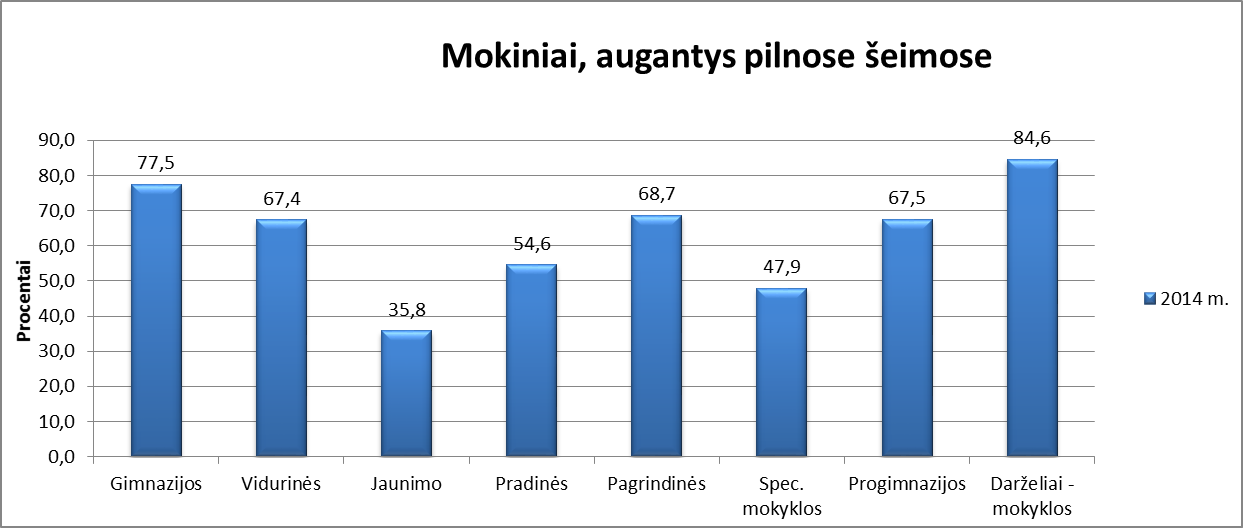 Mokiniai, augantys pilnose šeimose
Procentai
90,0
80,0
70,0
60,0
50,0
40,0
30,0
20,0
10,0
0,0
77,5
67,4
35,8
54,6
68,7
47,9
67,5
84,6
Gimnazijos
Vidurinės
Jaunimo
Pradinės
Pagrindinės
Spec.
mokyklos
Progimnazijos
Darželiai -
mokyklos
2014 m.